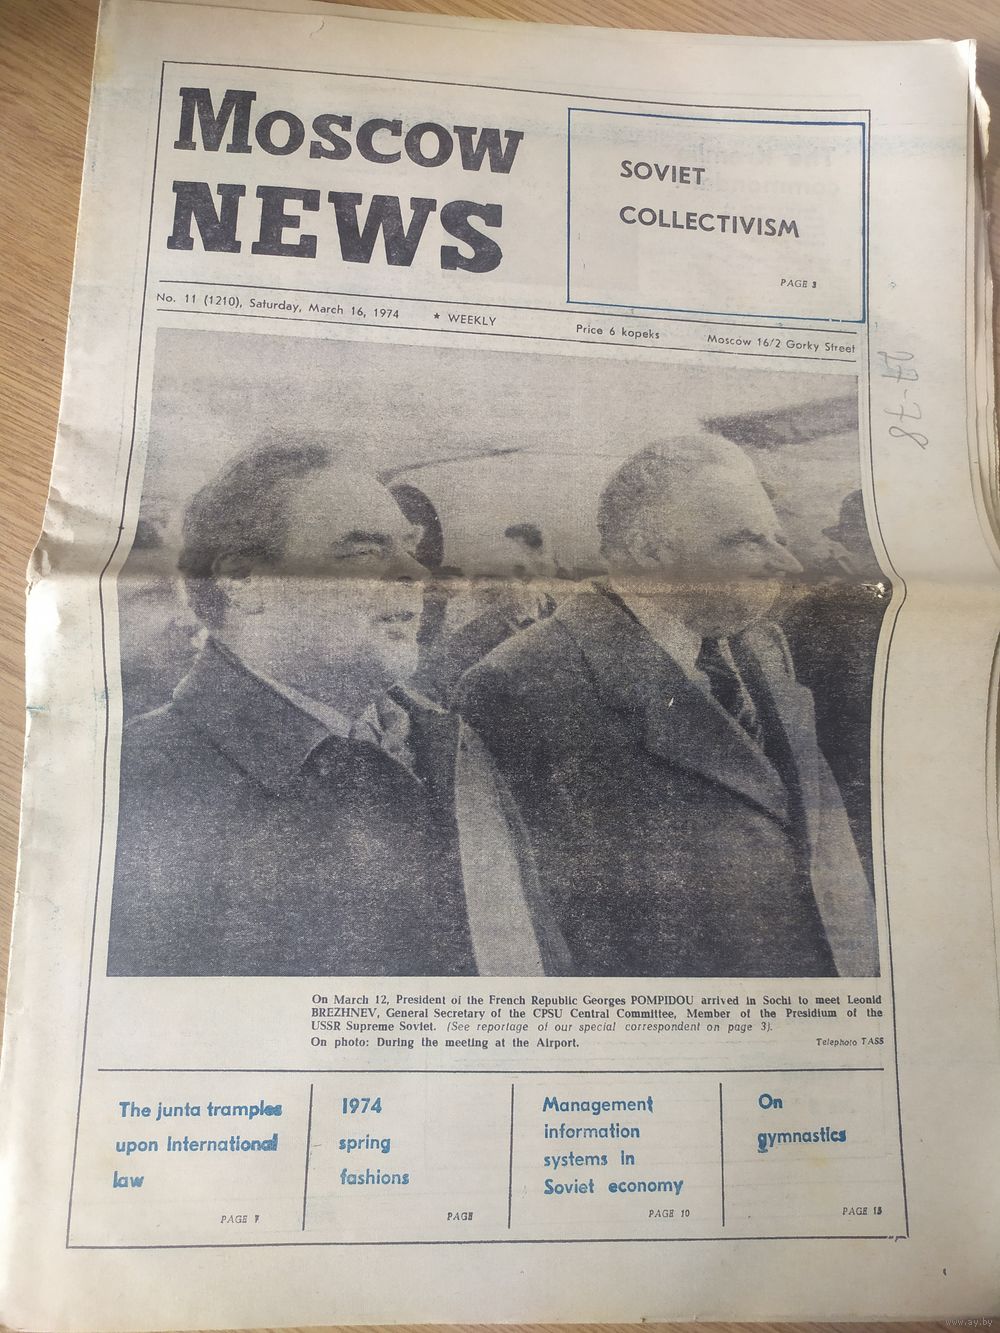 Moscow
NEWS
SOVIET
COLLECTIVISM
PAGE 3
No. 11 (1210), Saturday, March 16, 1974 ★ WEEKLY Price 6 kopeks Moscow 16/2 Gorky Street
27-78
On March 12, President of the French Republic Georges POMPIDOU arrived in Sochi to meet Leonid
BREZHNEV, General Secretary of the CPSU Central Committee, Member of the Presidium of the
USSR Supreme Soviet. (See reportage of our special correspondent on page 3).
On photo: During the meeting at the Airport.
Telephoto TASS
The junta tramples
upon International
law
PAGE 7
1974
spring
fashions
PAGE
Management
information
systems in
Soviet economy
PAGE 10
On
gymnastics
PAGE 15
www.ay.by